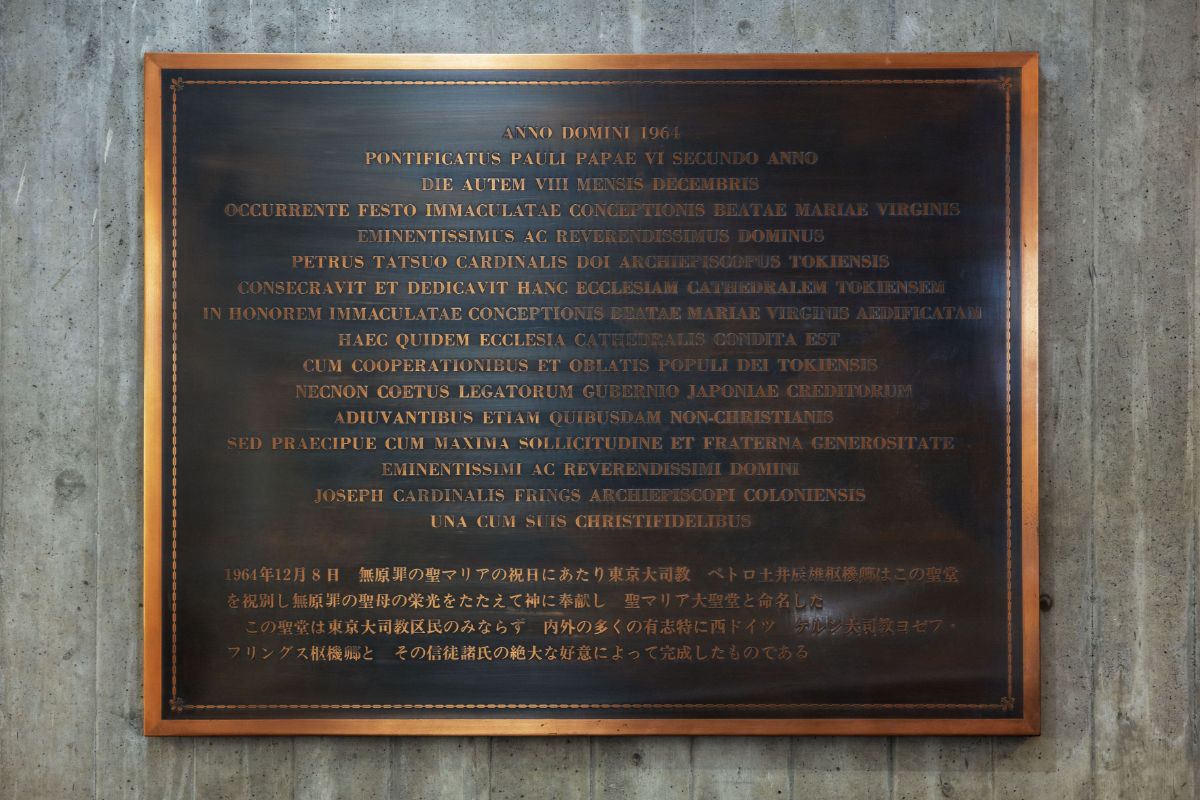 ANNO DOMINI 1964
PONTIFICATUS PAULI PAPAE VI SECUNDO ANNO
DIE AUTEM VIII MENSIS DECEMBRIS
OCCURRENTE FESTO IMMACULATAE CONCEPTIONIS BEATAE MARIAE VIRGINIS
EMINENTISSIMUS AC REVERENDISSIMUS DOMINUS
PETRUS TATSUO CARDINALIS DOI ARCHIEPISCOPUS TOKIENSIS
CONSECRAVIT ET DEDICAVIT HANC ECCLESIAM CATHEDRALEM TOKIENSEM
IN HONOREM IMMACULATAE CONCEPTIONIS BEATAE MARIAE VIRGINIS AEDIFICATAM
HAEC QUIDEM ECCLESIA CATHEDRALIS CONDITA EST
CUM COOPERATIONIBUS ET OBLATIS POPULI DEI TOKIENSIS
NECNON COETUS LEGATORUM GUBERNIO JAPONIAE CREDITORUM
ADIUVANTIBUS ETIAM QUIBUSDAM NON-CHRISTIANIS
SED PRAECIPUE CUM MAXIMA SOLLICITUDINE ET FRATERNA GENEROSITATE
EMINENTISSIMI AC REVERENDISSIMI DOMINI
JOSEPH CARDINALIS FRINGS ARCHIEPISCOPI COLONIENSIS
UNA CUM SUIS CHRISTIFIDELIBUS
1964年12月8日　無原罪の聖マリアの祝日にあたり東京大司教　ペトロ土井辰雄枢機卿はこの聖堂
を祝別し無原罪の聖母の栄光をたたえて神に奉献し　聖マリア大聖堂と命名した
この聖堂は東京大司教区民のみならず　内外の多くの有志特に西ドイツ　ケルン大司教ヨゼフ・
フリングス枢機卿と　その信徒諸氏の絶大な好意によって完成したものである